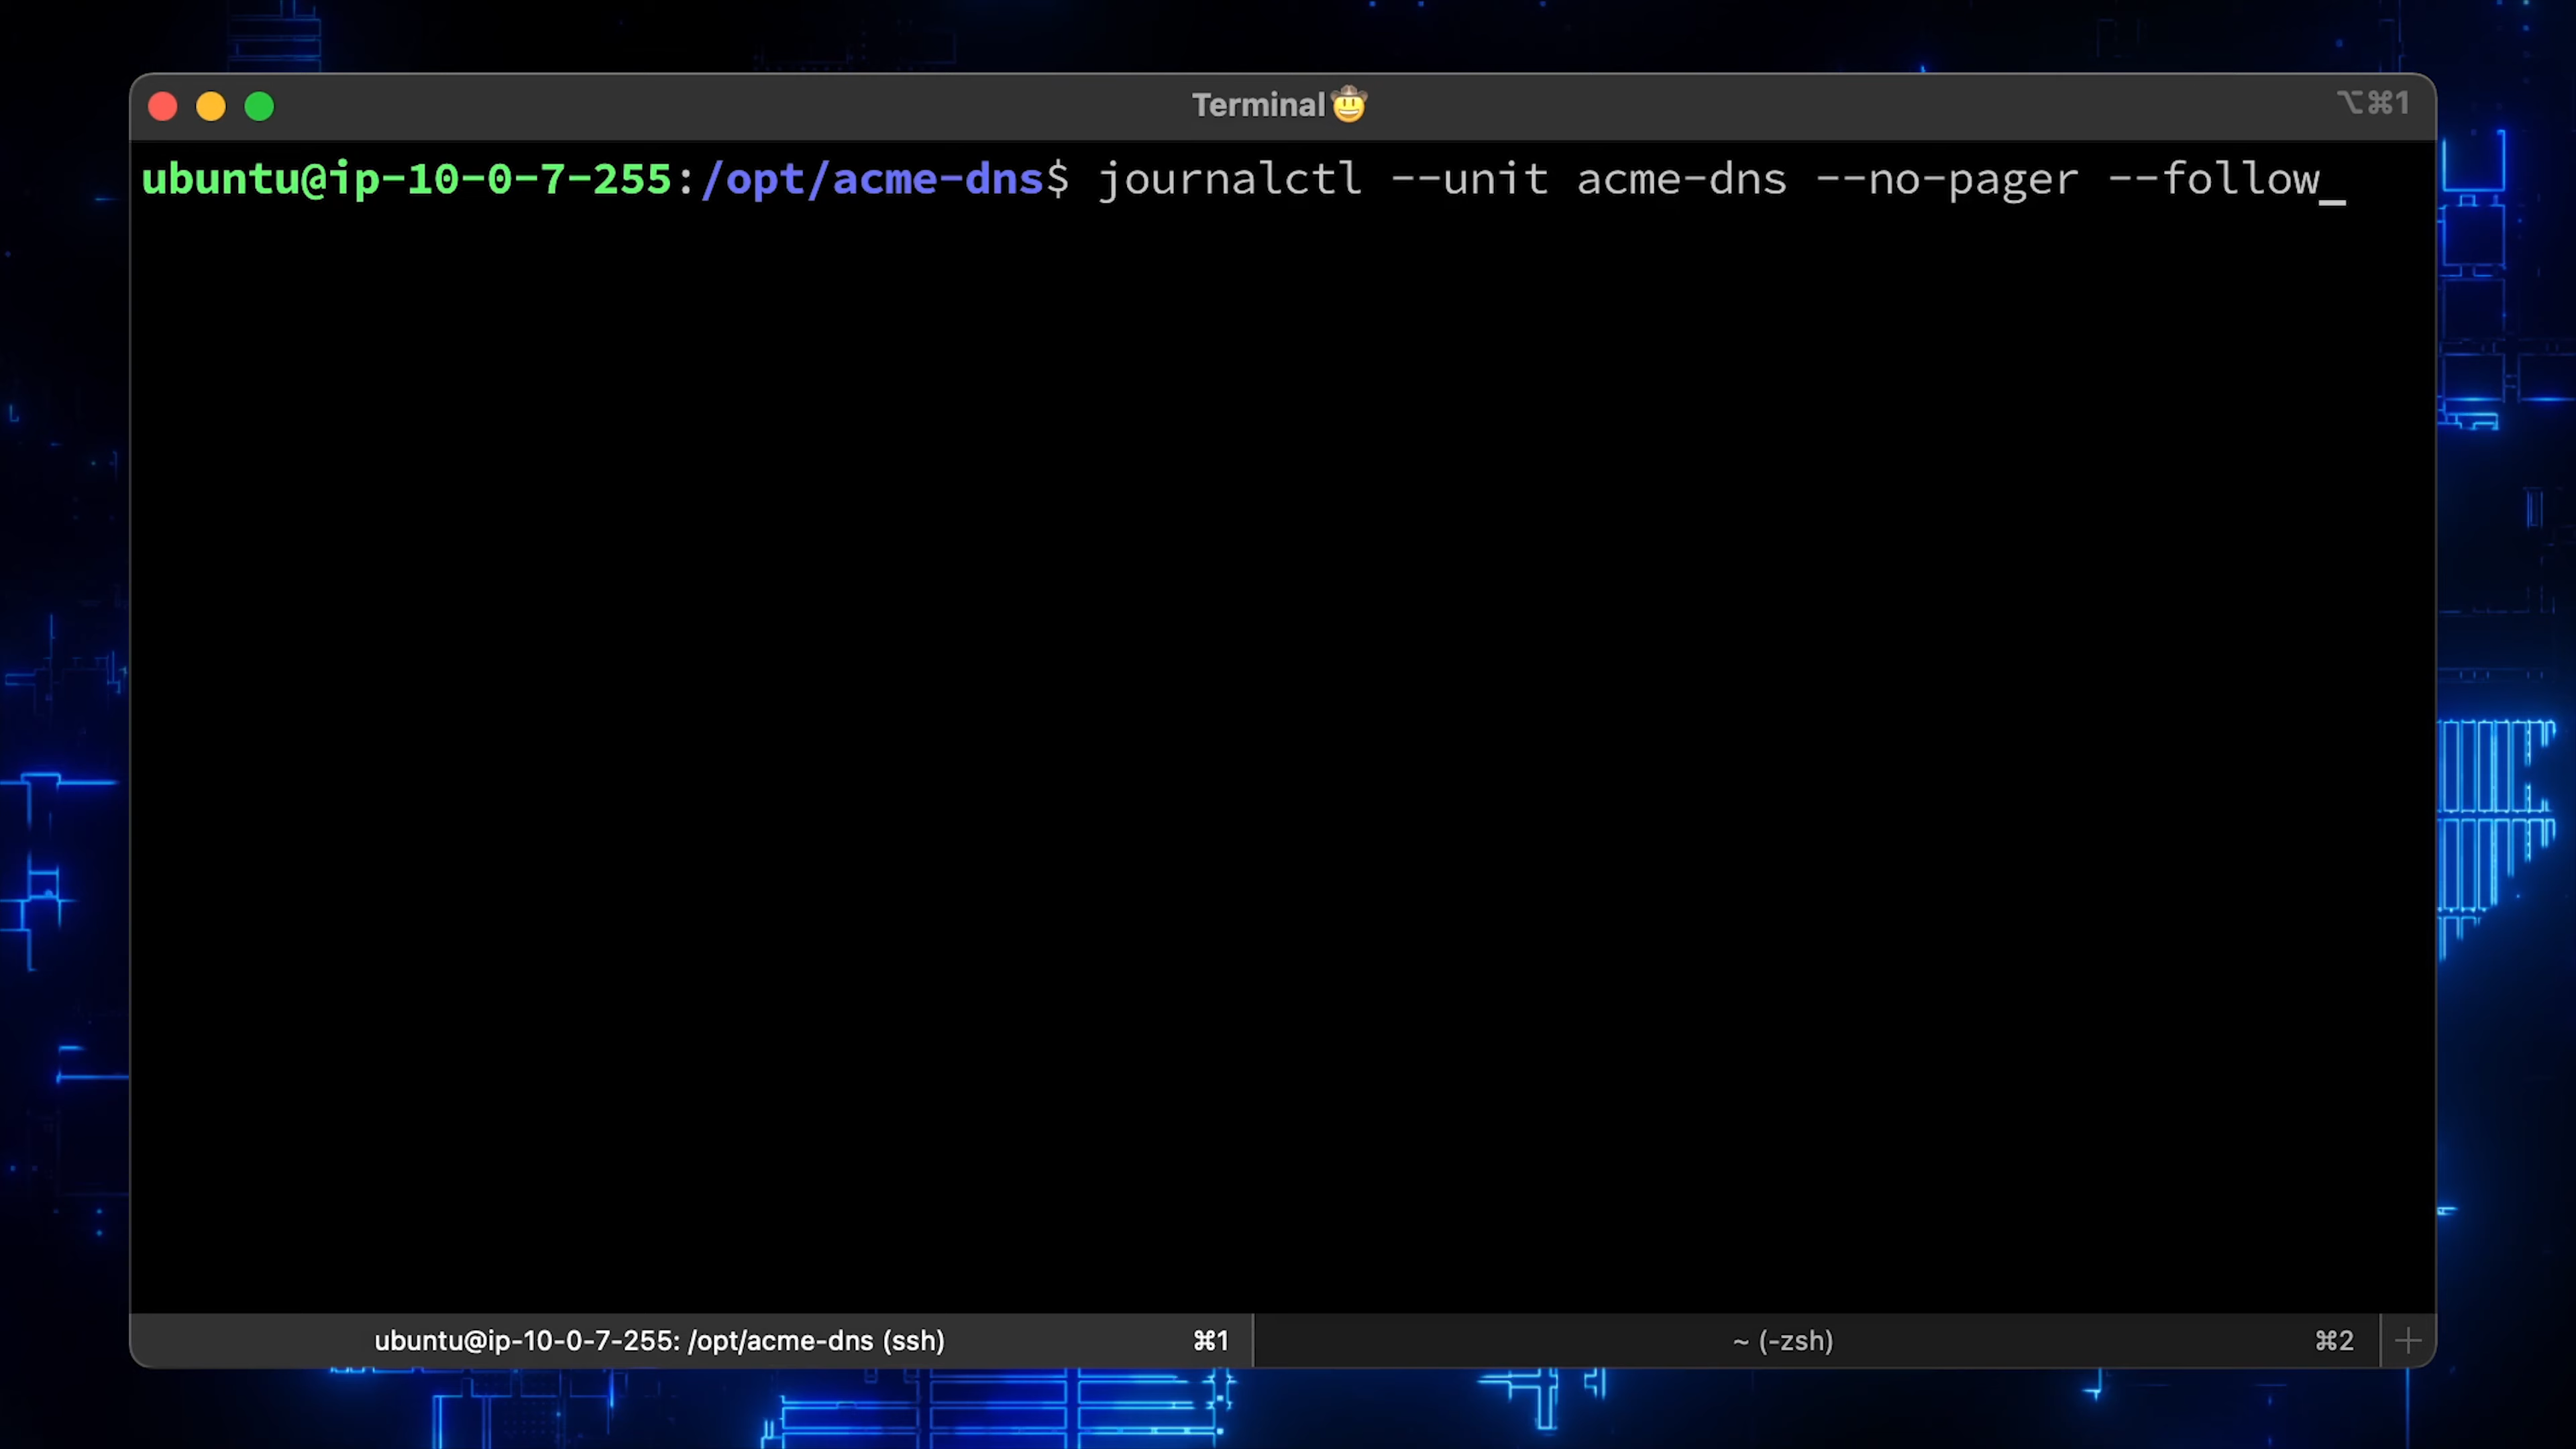 Terminal🤠
⌥⌘1
ubuntu@ip-10-0-7-255:/opt/acme-dns$ journalctl --unit acme-dns --no-pager --follow_
ubuntu@ip-10-0-7-255: /opt/acme-dns (ssh) ⌘1
~ (-zsh) ⌘2 +